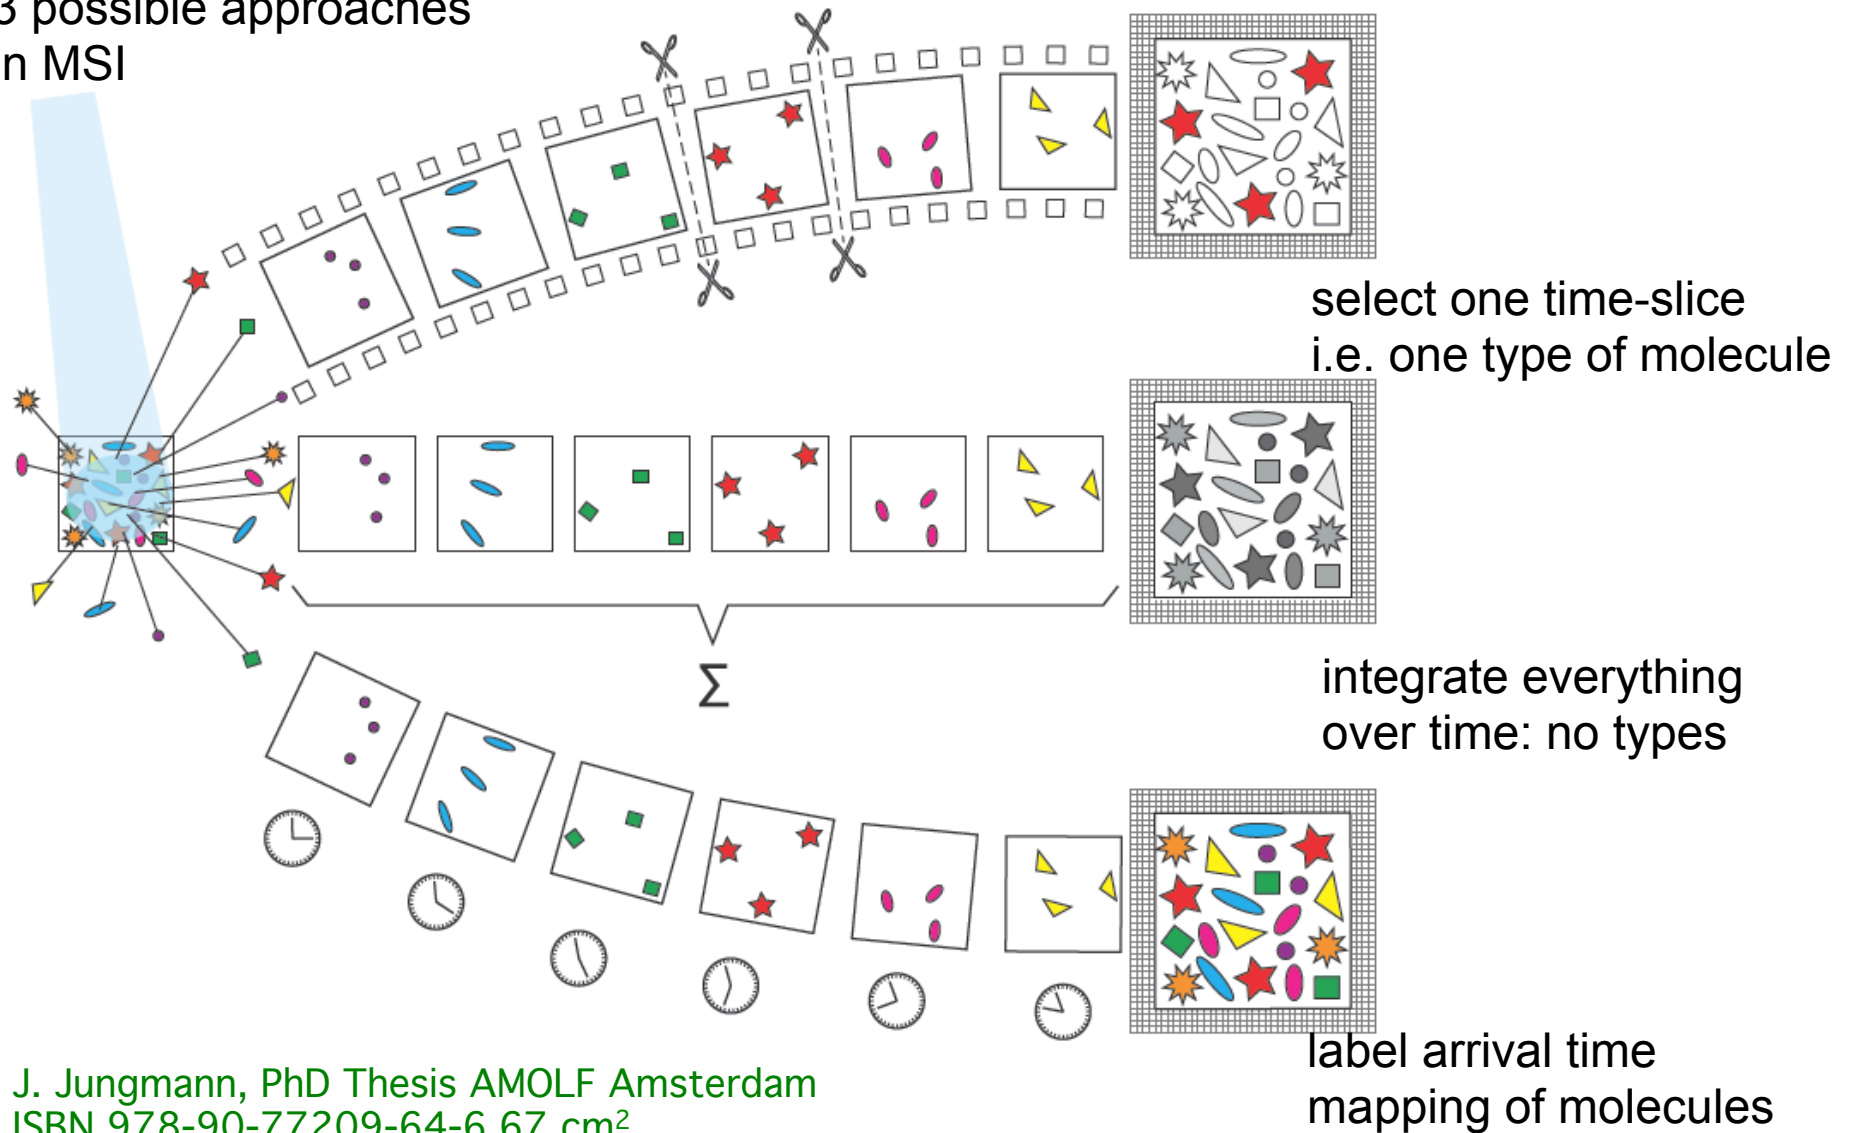 3 possible approaches
n MSI
select one time-slice
i.e. one type of molecule
integrate everything
over time: no types
Σ
label arrival time
mapping of molecules
J. Jungmann, PhD Thesis AMOLF Amsterdam
ISBN 978-90-77209-64-6 67 cm²